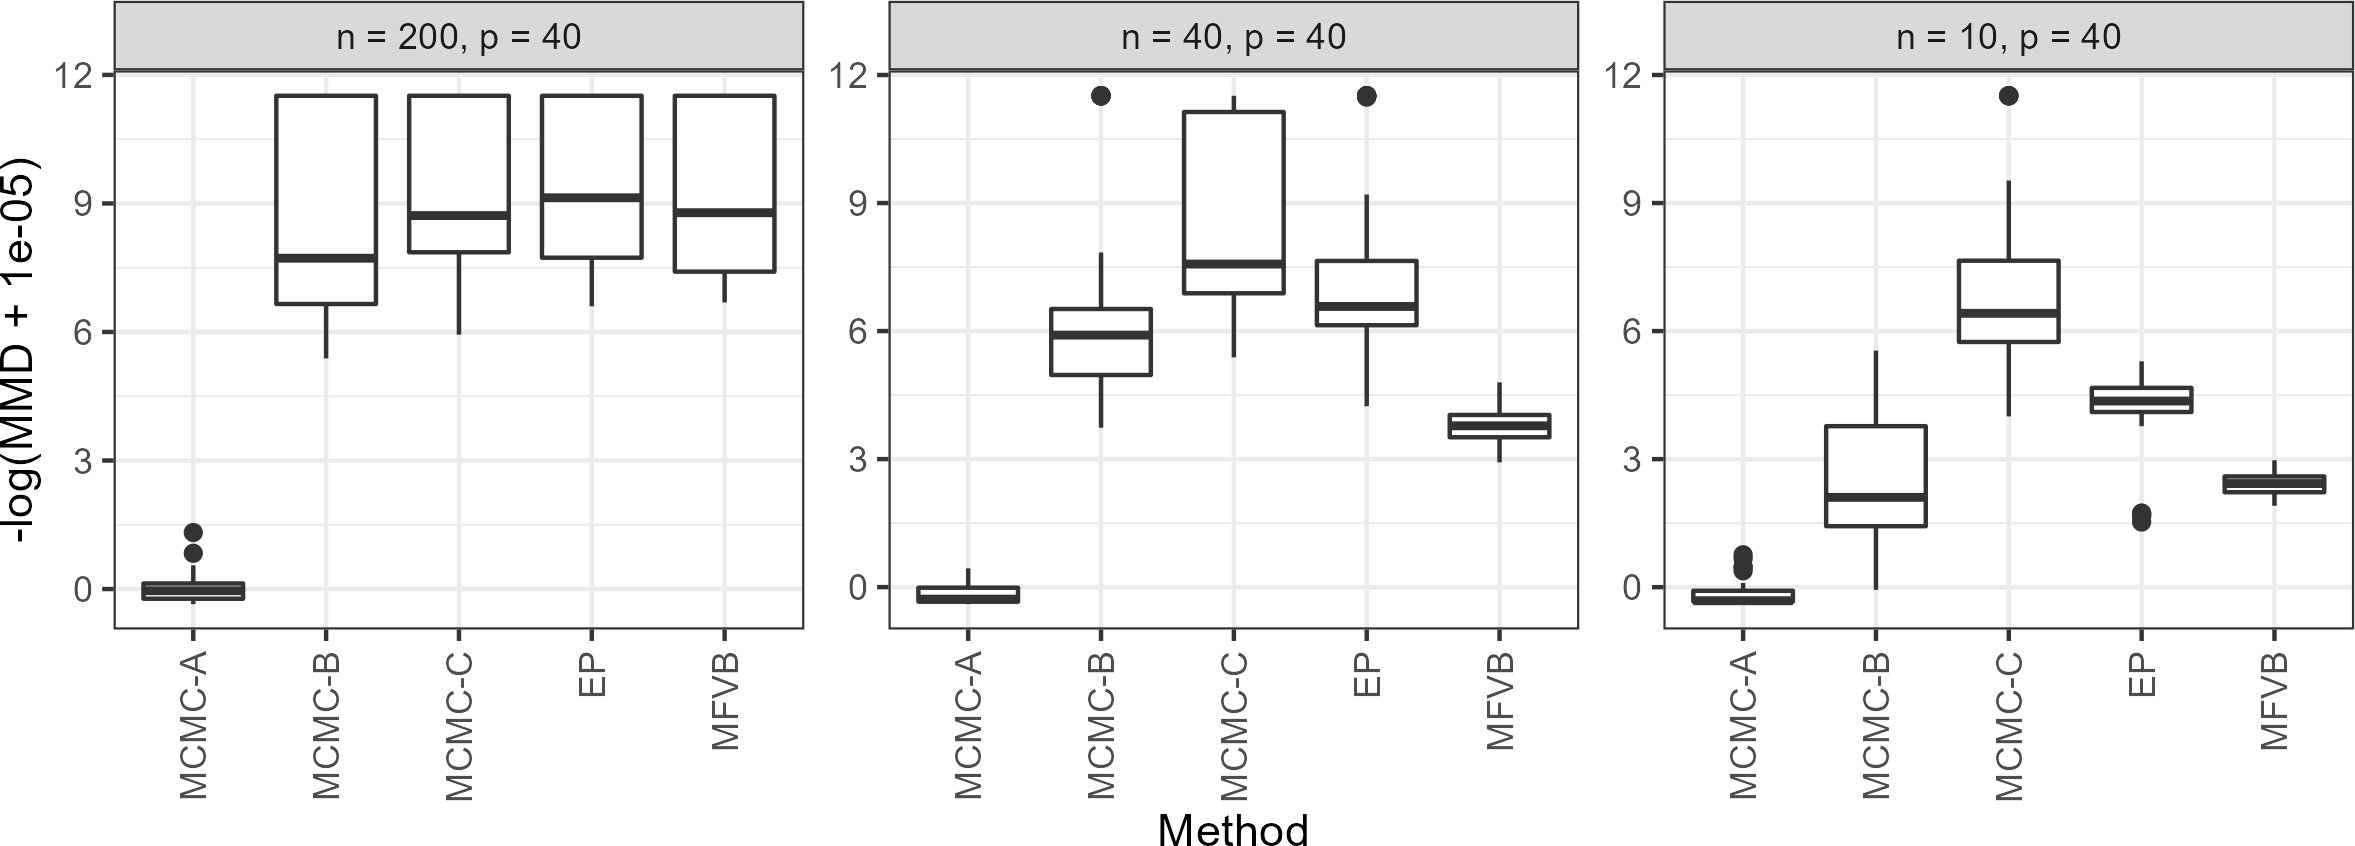 n = 200, p = 40
n = 40, p = 40
n = 10, p = 40
-log(MMD + 1e-05)
12
9
6
3
0
12
9
6
3
0
12
9
6
3
0
MCMC-A
MCMC-B
MCMC-C
EP
MFVB
MCMC-A
MCMC-B
MCMC-C
EP
MFVB
MCMC-A
MCMC-B
MCMC-C
EP
MFVB
Method